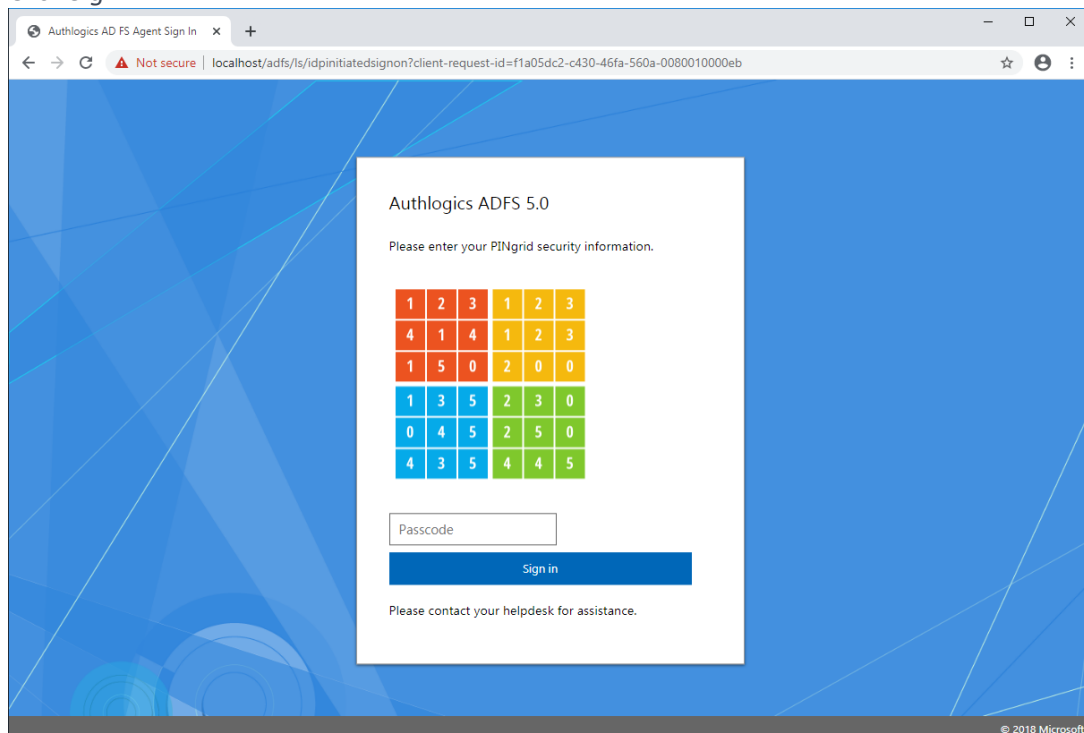 Authlogics AD FS Agent Sign In
Not secure | localhost/adfs/ls/idpinitiatedsignon?client-request-id=f1a05dc2-c430-46fa-560a-0080010000eb
Authlogics ADFS 5.0
Please enter your PINgrid security information.
1 2 3 1 2 3
4 1 4 1 2 3
1 5 0 2 0 0
1 3 5 2 3 0
0 4 5 2 5 0
4 3 5 4 4 5
Passcode
Sign in
Please contact your helpdesk for assistance.
© 2018 Microsoft